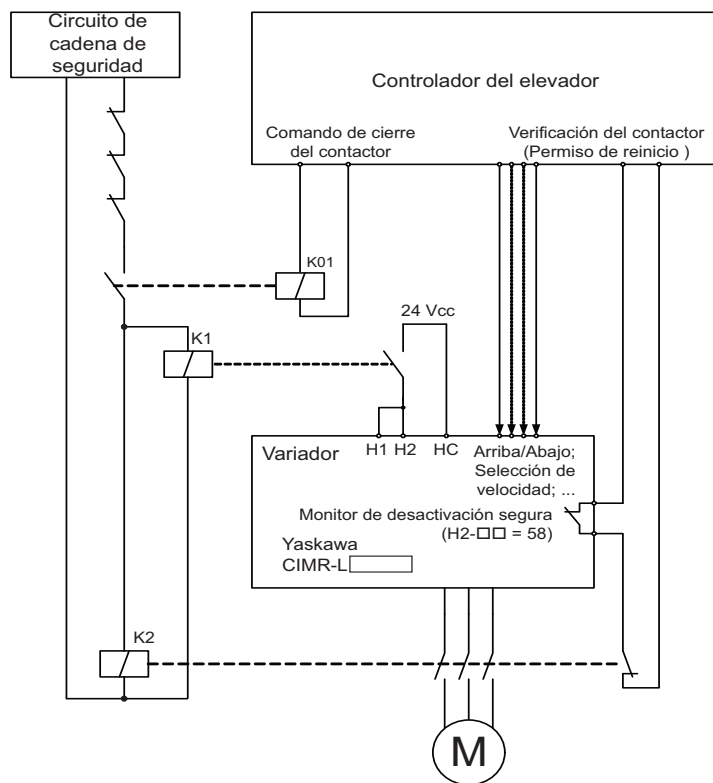 Circuito de
cadena de
seguridad
Controlador del elevador
Comando de cierre
del contactor
Verificación del contactor
(Permiso de reinicio )
K01
24 Vcc
K1
Variador
H1 H2 HC
Arriba/Abajo;
Selección de
velocidad; ...
Monitor de desactivación segura
(H2-□□ = 58)
Yaskawa
CIMR-L
K2
M